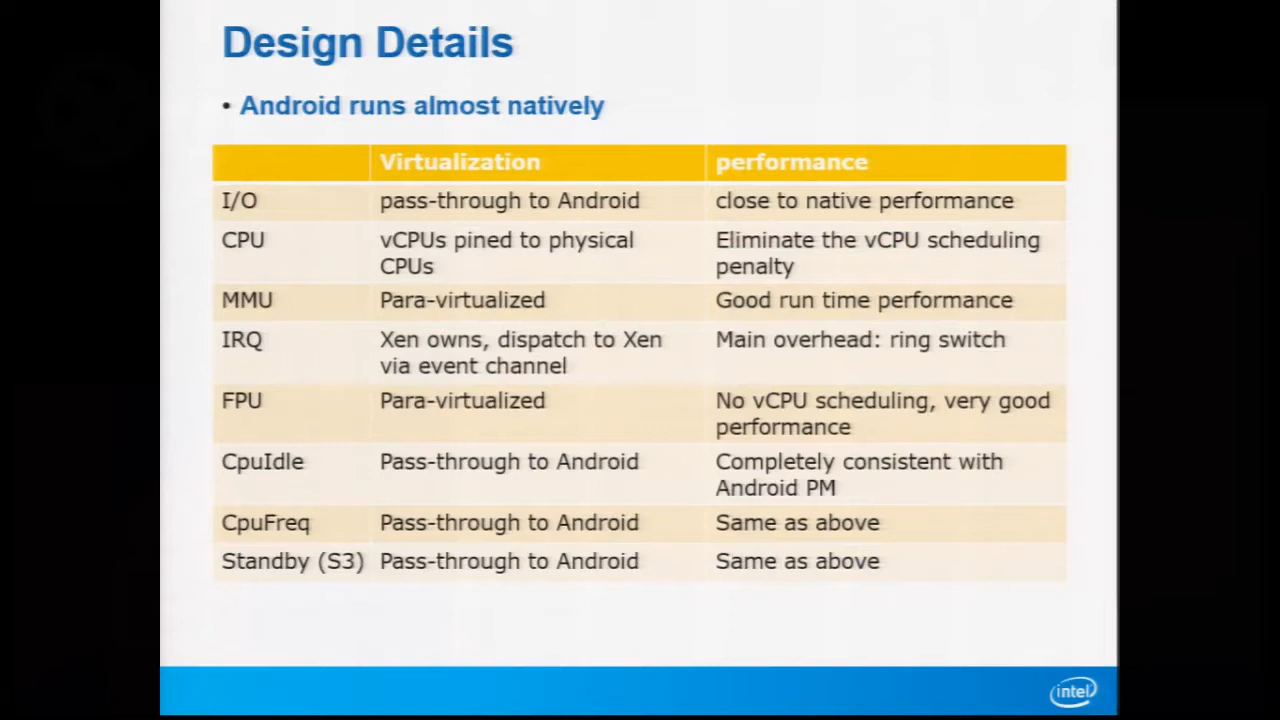 Design Details
• Android runs almost natively
Virtualization performance
I/O pass-through to Android close to native performance
CPU vCPUs pined to physical Eliminate the vCPU scheduling
CPUs penalty
MMU Para-virtualized Good run time performance
IRQ Xen owns, dispatch to Xen Main overhead: ring switch
via event channel
FPU Para-virtualized No vCPU scheduling, very good
performance
CpuIdle Pass-through to Android Completely consistent with
Android PM
CpuFreq Pass-through to Android Same as above
Standby (S3) Pass-through to Android Same as above
intel